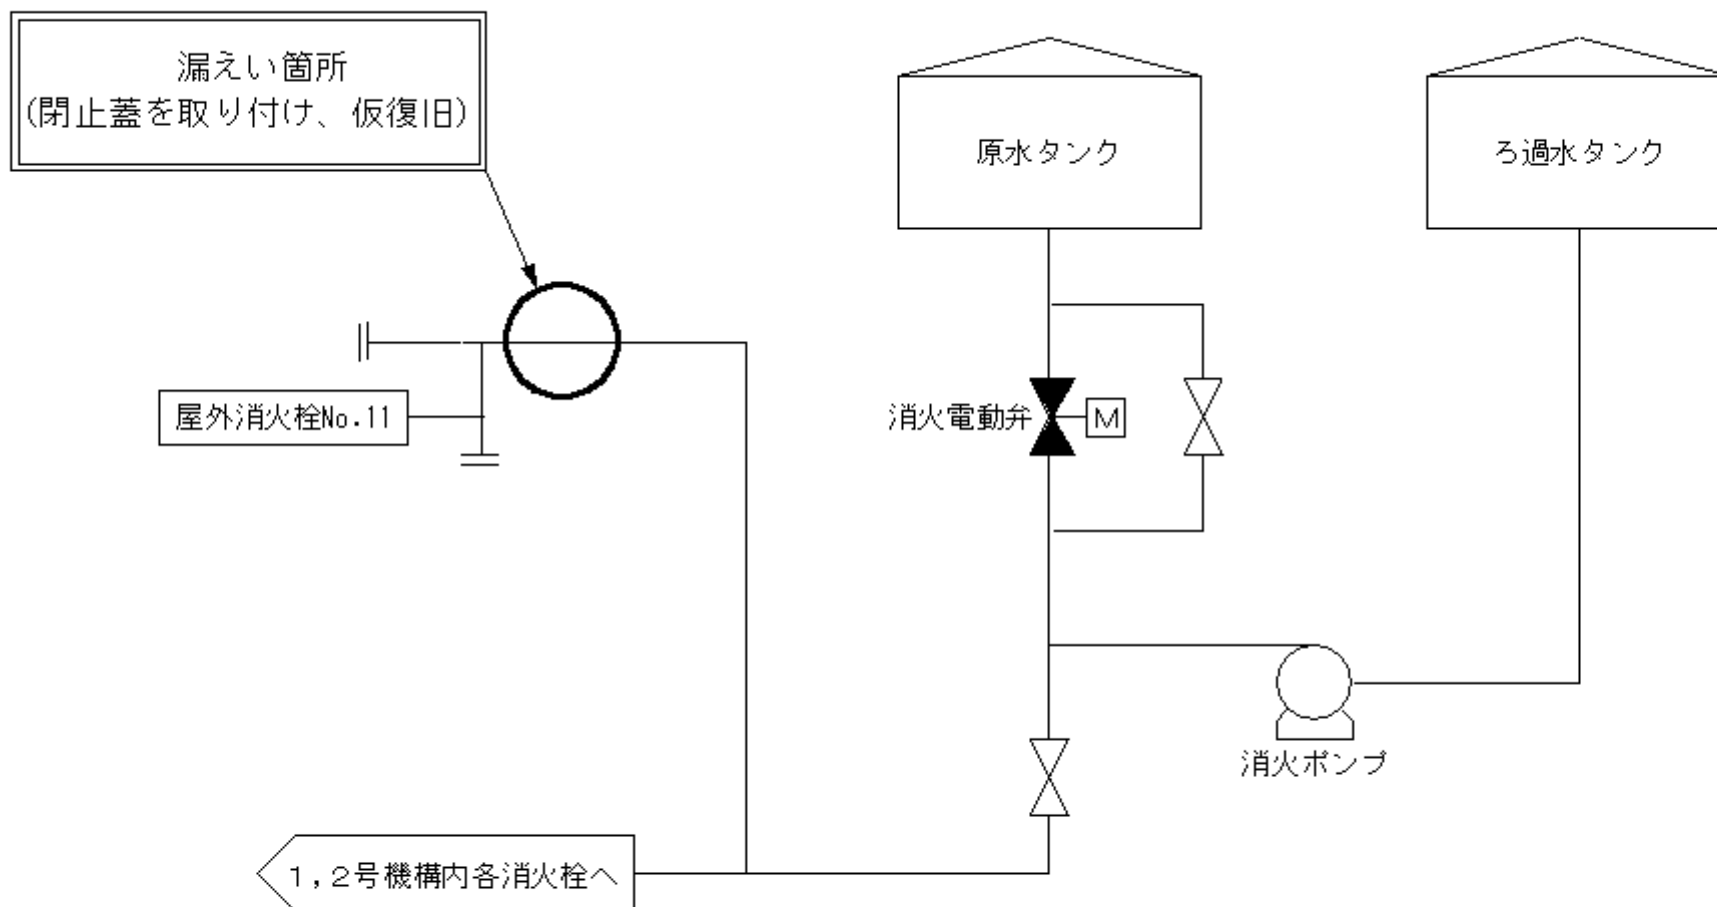 漏えい箇所
(閉止蓋を取り付け、仮復旧)
原水タンク
ろ過水タンク
屋外消火栓No.11
消火電動弁
M
消火ポンプ
1,2号機構内各消火栓へ